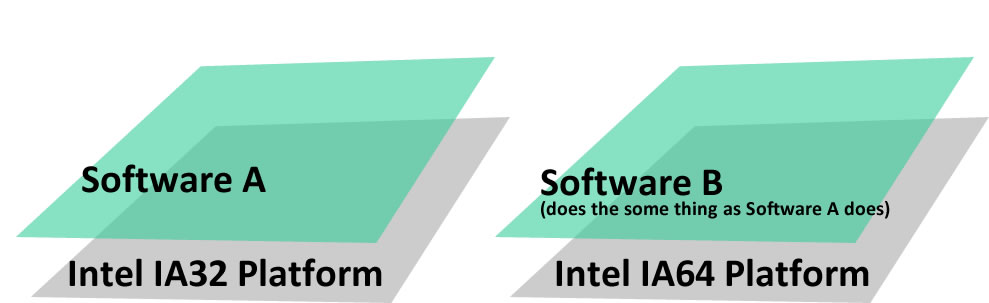 Software A
Intel IA32 Platform
Software B
(does the some thing as Software A does)
Intel IA64 Platform